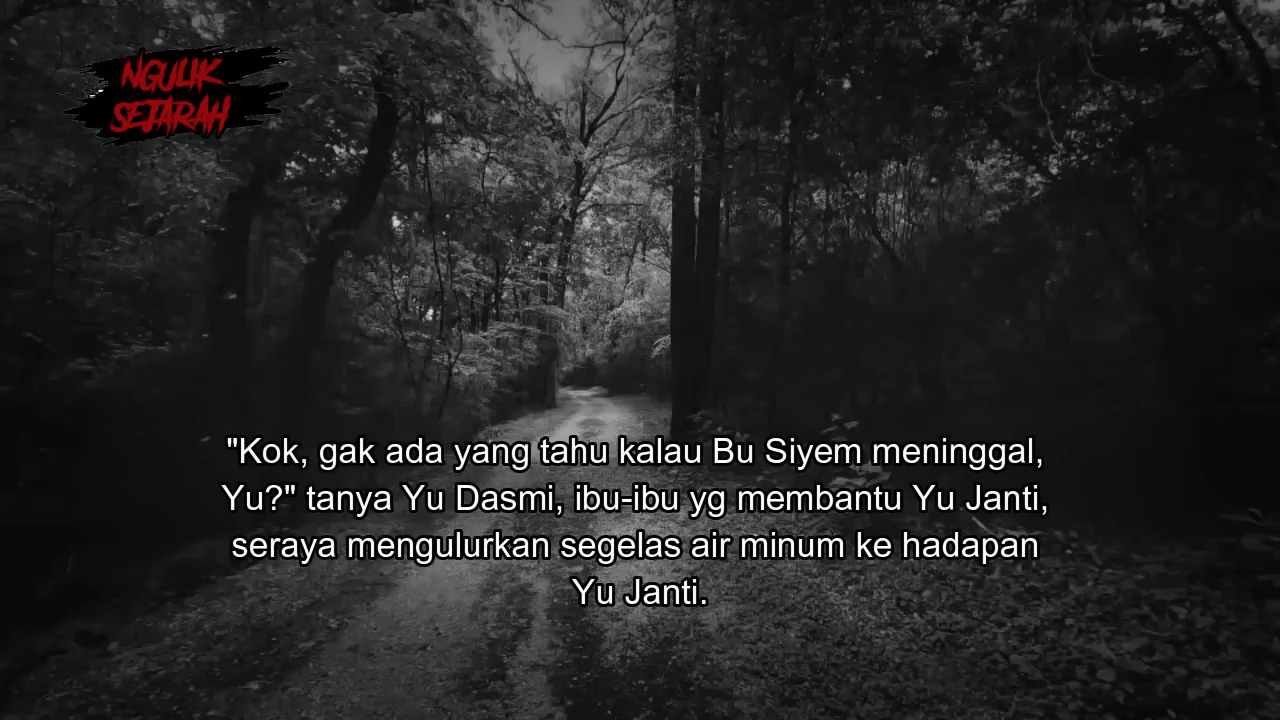 NGULIK
SEJARAH
"Kok, gak ada yang tahu kalau Bu Siyem meninggal,
Yu?" tanya Yu Dasmi, ibu-ibu yg membantu Yu Janti,
seraya mengulurkan segelas air minum ke hadapan
Yu Janti.